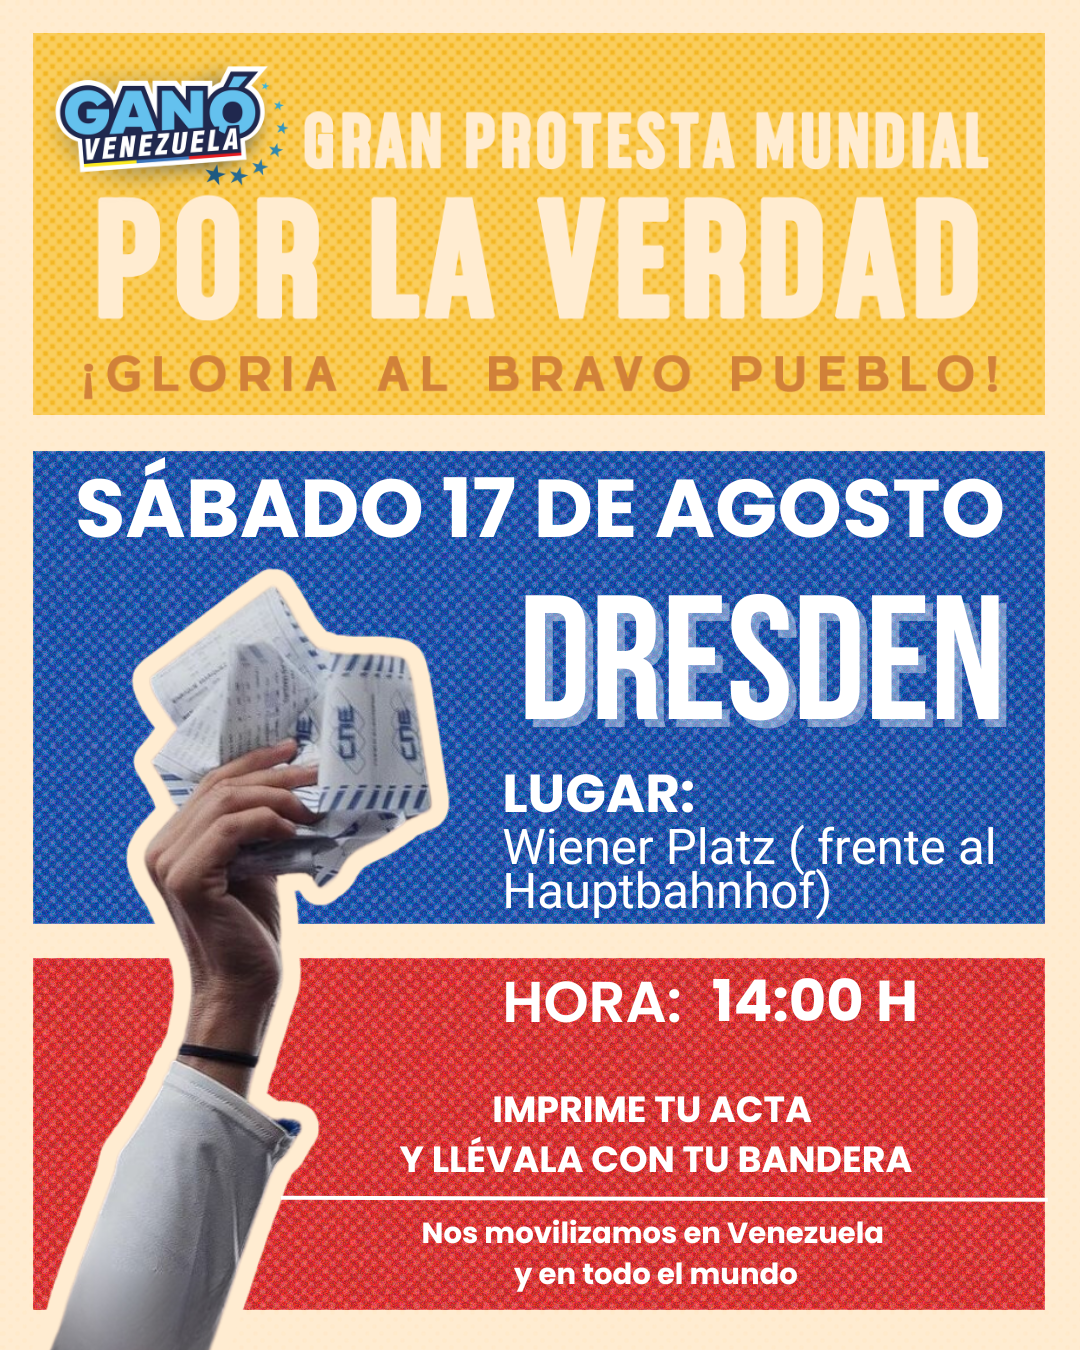 GANÓ
VENEZUELA
GRAN PROTESTA MUNDIAL
POR LA VERDAD
¡GLORIA AL BRAVO PUEBLO!
SÁBADO 17 DE AGOSTO
DRESDEN
LUGAR:
Wiener Platz ( frente al
Hauptbahnhof)
CNE
CNE
HORA: 14:00 H
IMPRIME TU ACTA
Y LLÉVALA CON TU BANDERA
Nos movilizamos en Venezuela
y en todo el mundo